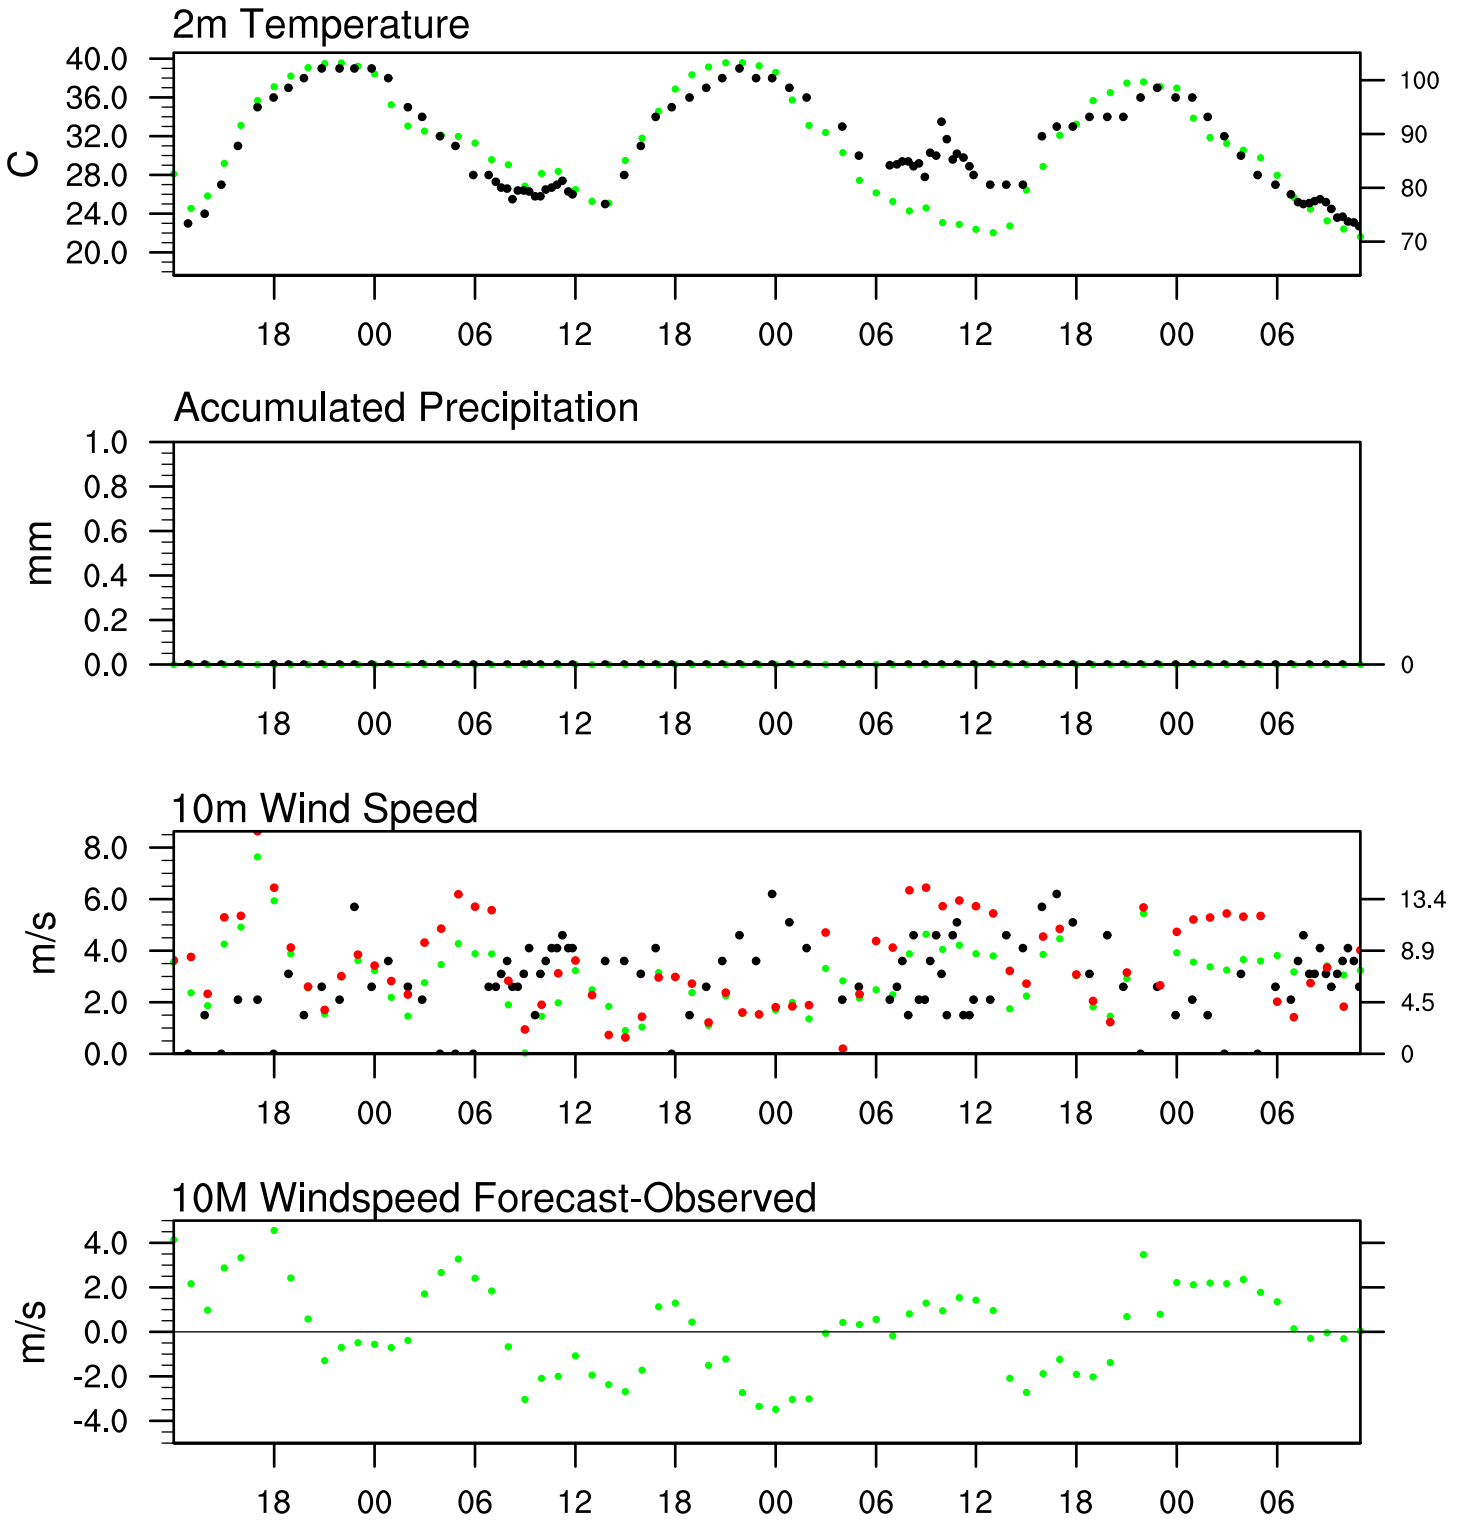 2m Temperature
40.0
36.0
32.0
28.0
24.0
20.0
C
100
90
80
70
18 00 06 12 18 00 06 12 18 00 06
Accumulated Precipitation
1.0
0.8
0.6
0.4
0.2
0.0
mm
0
18 00 06 12 18 00 06 12 18 00 06
10m Wind Speed
8.0
6.0
4.0
2.0
0.0
m/s
13.4
8.9
4.5
0
18 00 06 12 18 00 06 12 18 00 06
10M Windspeed Forecast-Observed
4.0
2.0
0.0
-2.0
-4.0
m/s
18 00 06 12 18 00 06 12 18 00 06